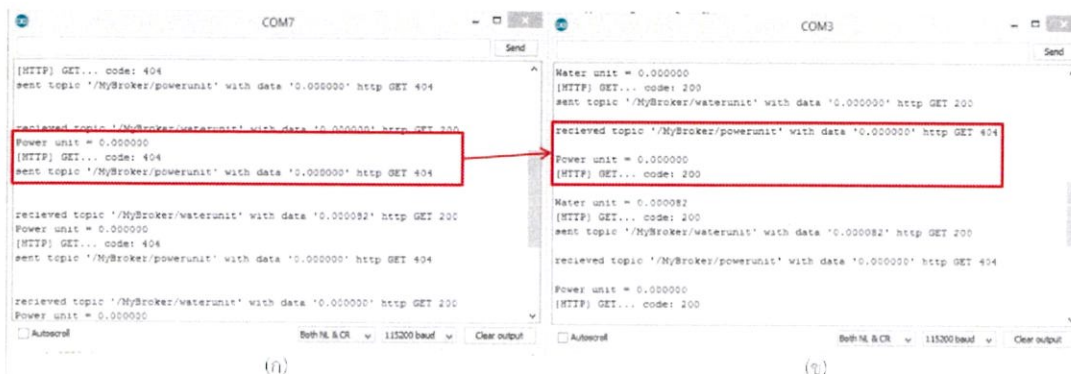 COM7
Send
[HTTP] GET... code: 404
sent topic '/MyBroker/powerunit' with data '0.000000' http GET 404
recieved topic '/MyBroker/waterunit' with data '0.000000' http GET 200
Power unit = 0.000000
[HTTP] GET... code: 404
sent topic '/MyBroker/powerunit' with data '0.000000' http GET 404
recieved topic '/MyBroker/waterunit' with data '0.000082' http GET 200
Power unit = 0.000000
[HTTP] GET... code: 404
sent topic '/MyBroker/powerunit' with data '0.000000' http GET 404
recieved topic '/MyBroker/waterunit' with data '0.000000' http GET 200
Power unit = 0.000000
Autoscroll
Both NL & CR
115200 baud
Clear output
(ก)
COM3
Send
Water unit = 0.000000
[HTTP] GET... code: 200
sent topic '/MyBroker/waterunit' with data '0.000000' http GET 200
recieved topic '/MyBroker/powerunit' with data '0.000000' http GET 404
Power unit = 0.000000
[HTTP] GET... code: 200
Water unit = 0.000082
[HTTP] GET... code: 200
sent topic '/MyBroker/waterunit' with data '0.000082' http GET 200
recieved topic '/MyBroker/powerunit' with data '0.000000' http GET 404
Power unit = 0.000000
[HTTP] GET... code: 200
Autoscroll
Both NL & CR
115200 baud
Clear output
(ข)